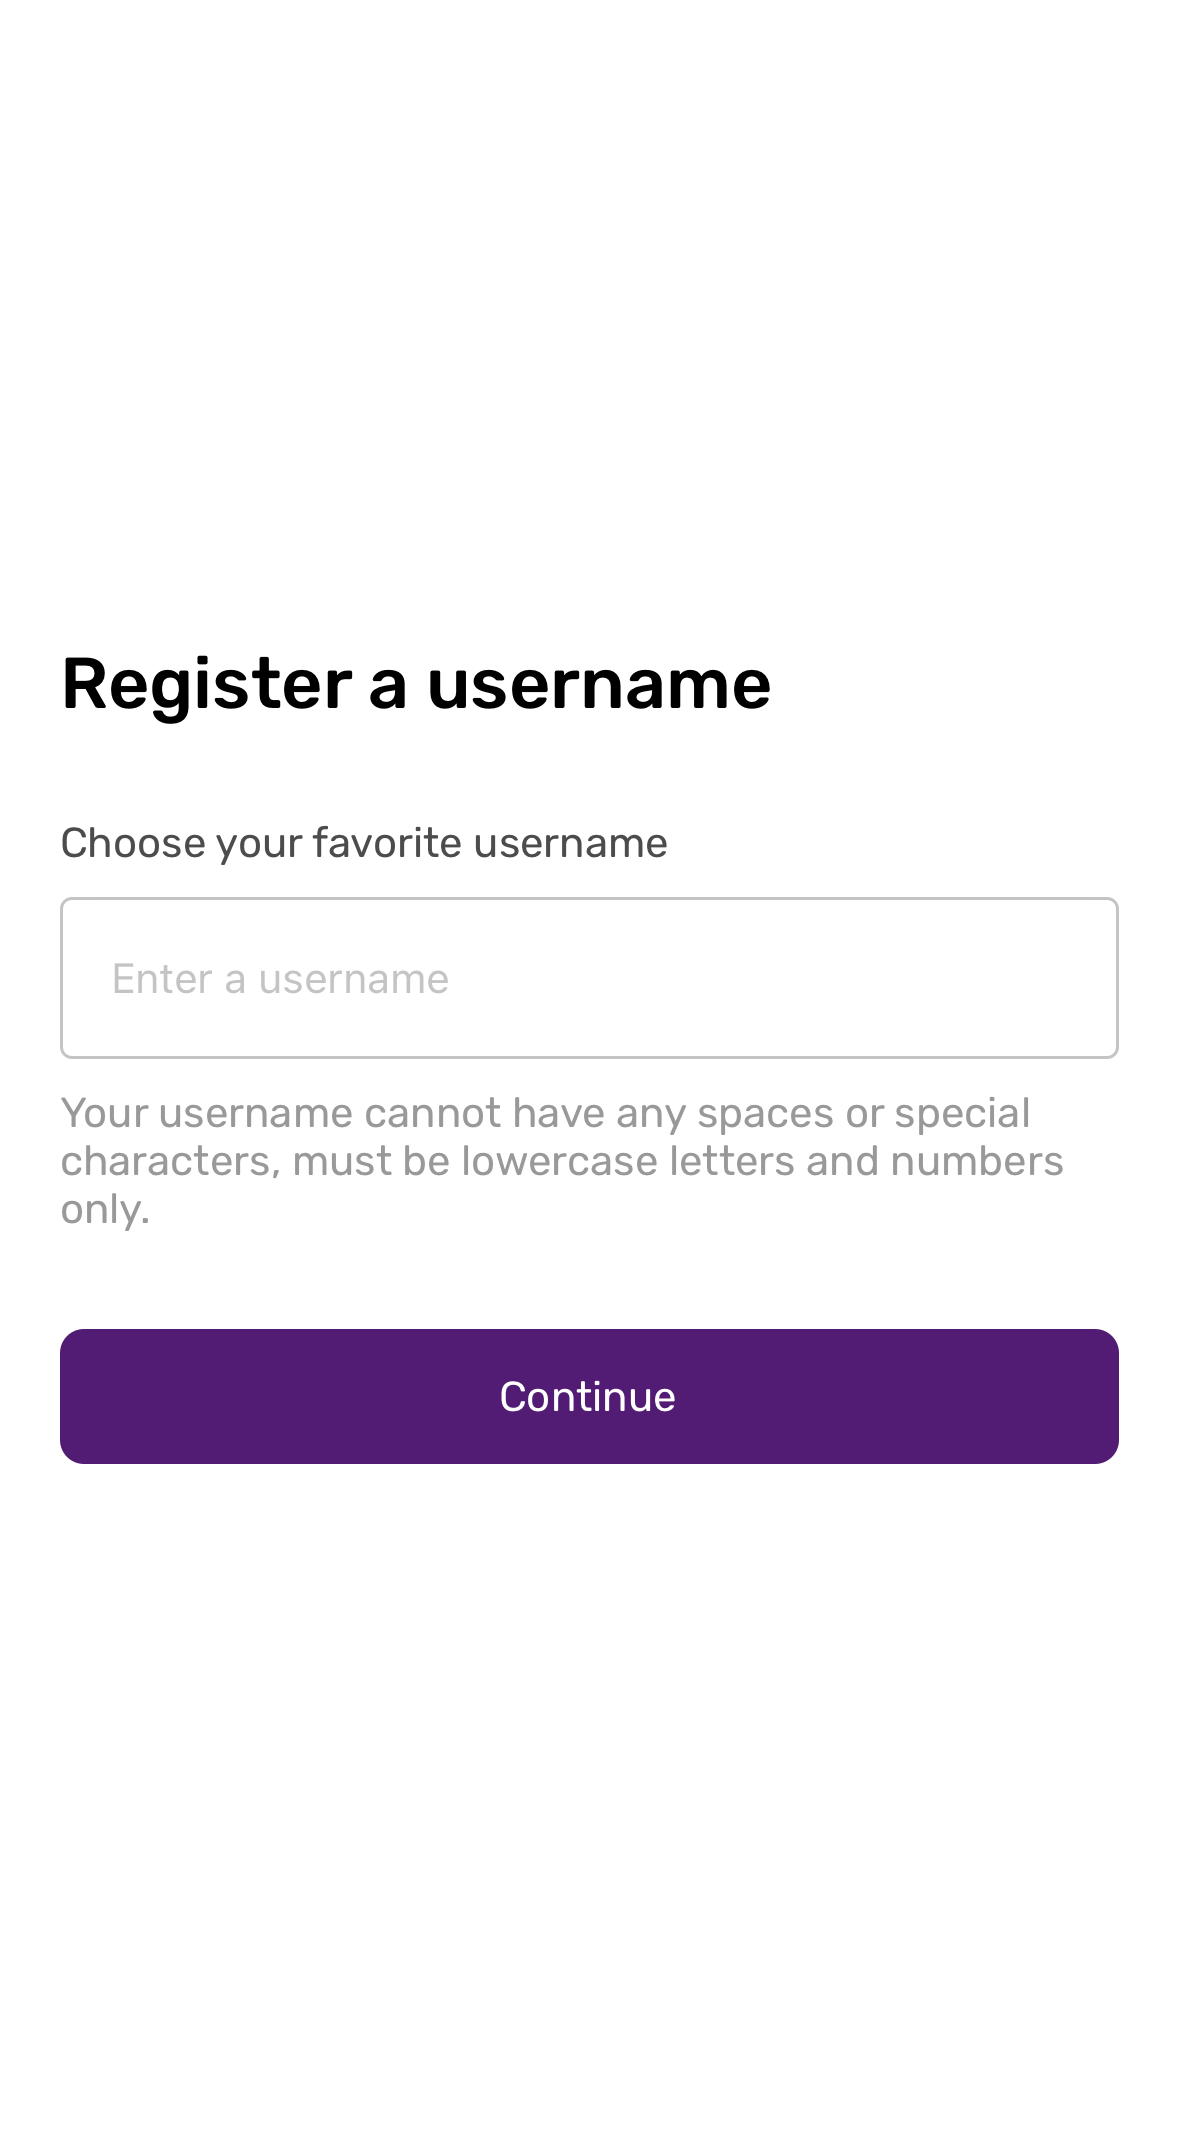 Register a username
Choose your favorite username
Enter a username
Your username cannot have any spaces or special
characters, must be lowercase letters and numbers
only.
Continue